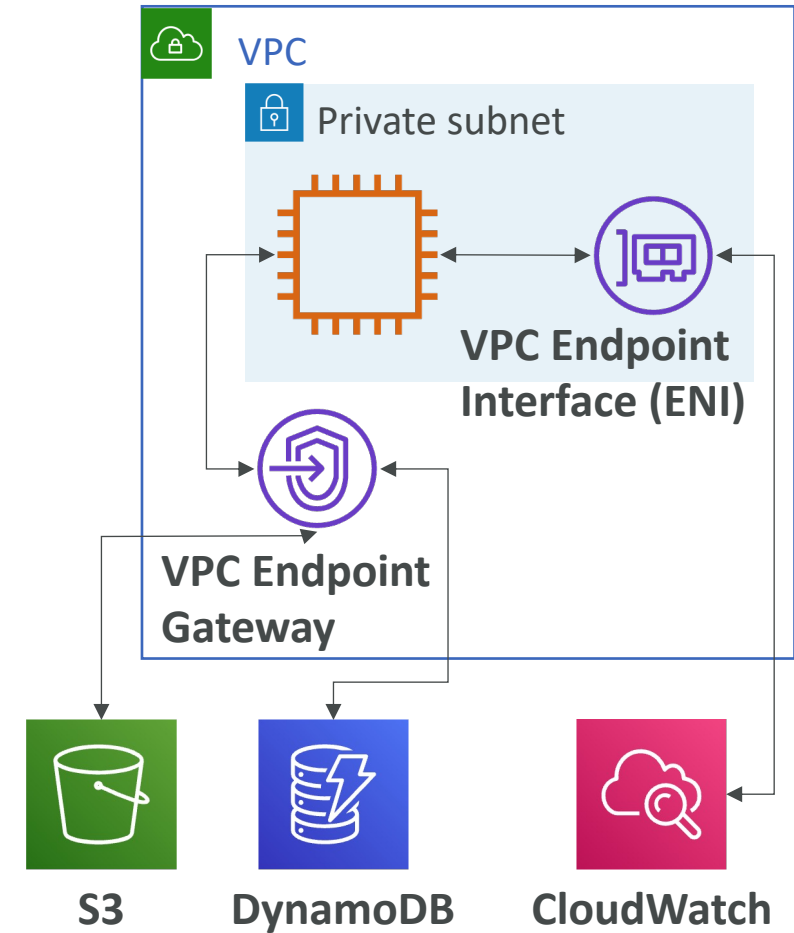 VPC
Private subnet
VPC Endpoint
Interface (ENI)
VPC Endpoint
Gateway
S3
DynamoDB
CloudWatch